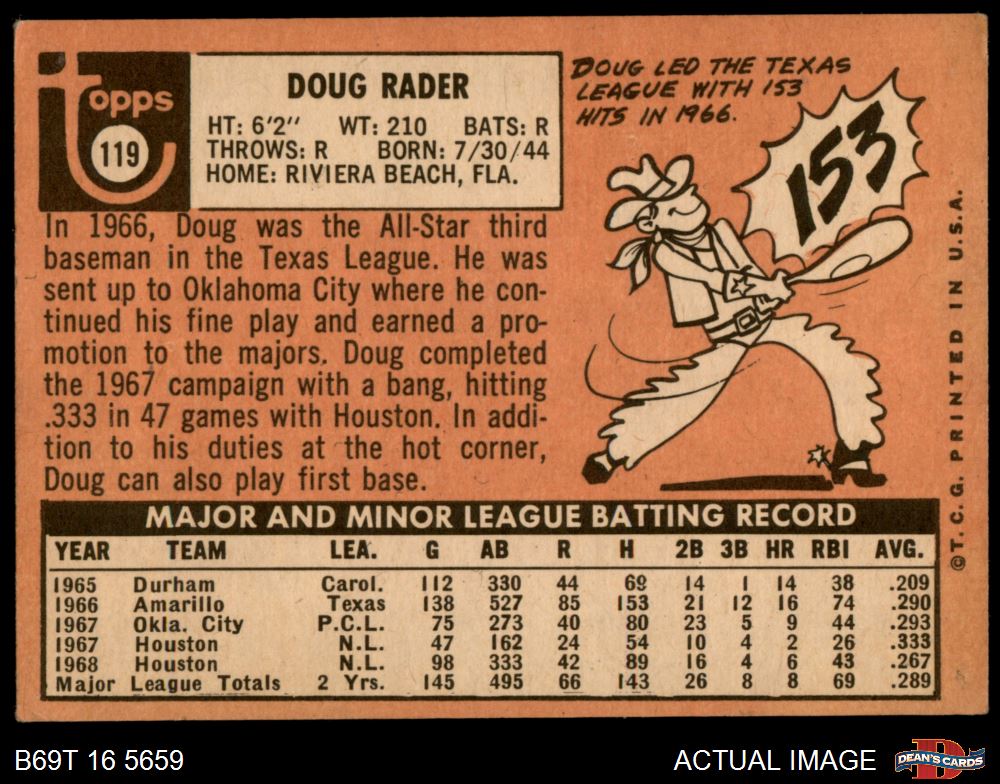 Topps
119
DOUG RADER
HT: 6'2" WT: 210 BATS: R
THROWS: R BORN: 7/30/44
HOME: RIVIERA BEACH, FLA.
In 1966, Doug was the All-Star third
baseman in the Texas League. He was
sent up to Oklahoma City where he con-
tinued his fine play and earned a pro-
motion to the majors. Doug completed
the 1967 campaign with a bang, hitting
.333 in 47 games with Houston. In addi-
tion to his duties at the hot corner,
Doug can also play first base.
DOUG LED THE TEXAS
LEAGUE WITH 153
HITS IN 1966.
153
MAJOR AND MINOR LEAGUE BATTING RECORD
YEAR TEAM LEA. G AB R H 2B 3B HR RBI AVG.
1965 Durham Carol. 112 330 44 69 14 1 14 38 .209
1966 Amarillo Texas 138 527 85 153 21 12 16 74 .290
1967 Okla. City P.C.L. 75 273 40 80 23 5 9 44 .293
1967 Houston N.L. 47 162 24 54 10 4 2 26 .333
1968 Houston N.L. 98 333 42 89 16 4 6 43 .267
Major League Totals 2 Yrs. 145 495 66 143 26 8 8 69 .289
©T. C. G. PRINTED IN U.S.A.
B69T 16 5659
ACTUAL IMAGE
D
DEAN'S CARDS